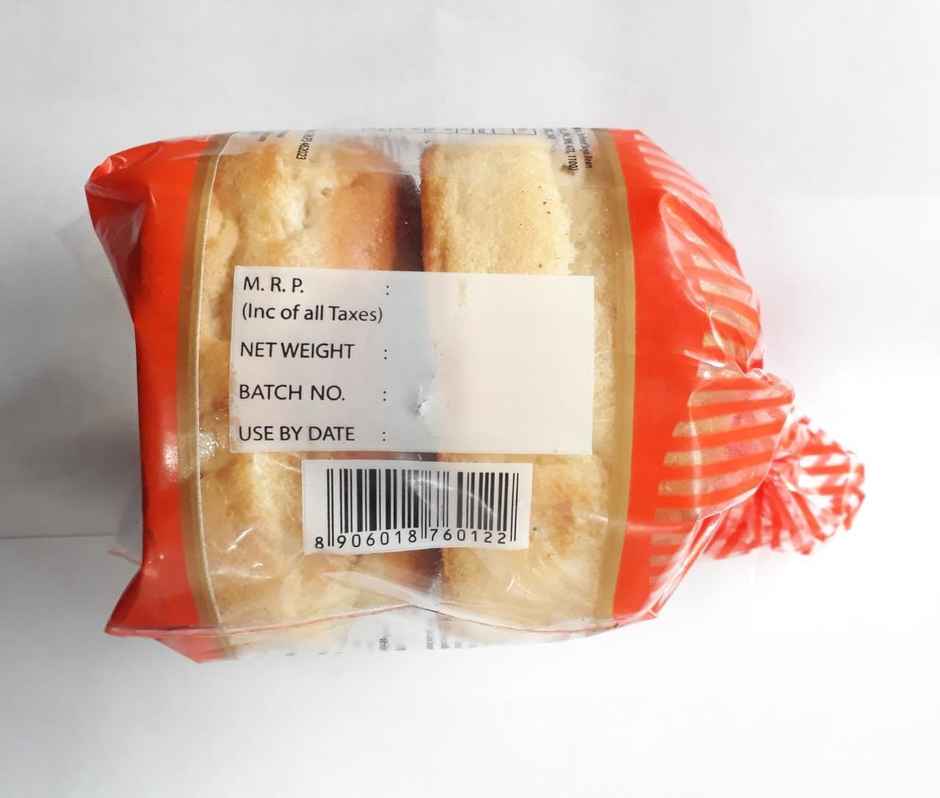 M. R. P. :
(Inc of all Taxes)
NET WEIGHT :
BATCH NO. :
USE BY DATE :
8 906018 760122